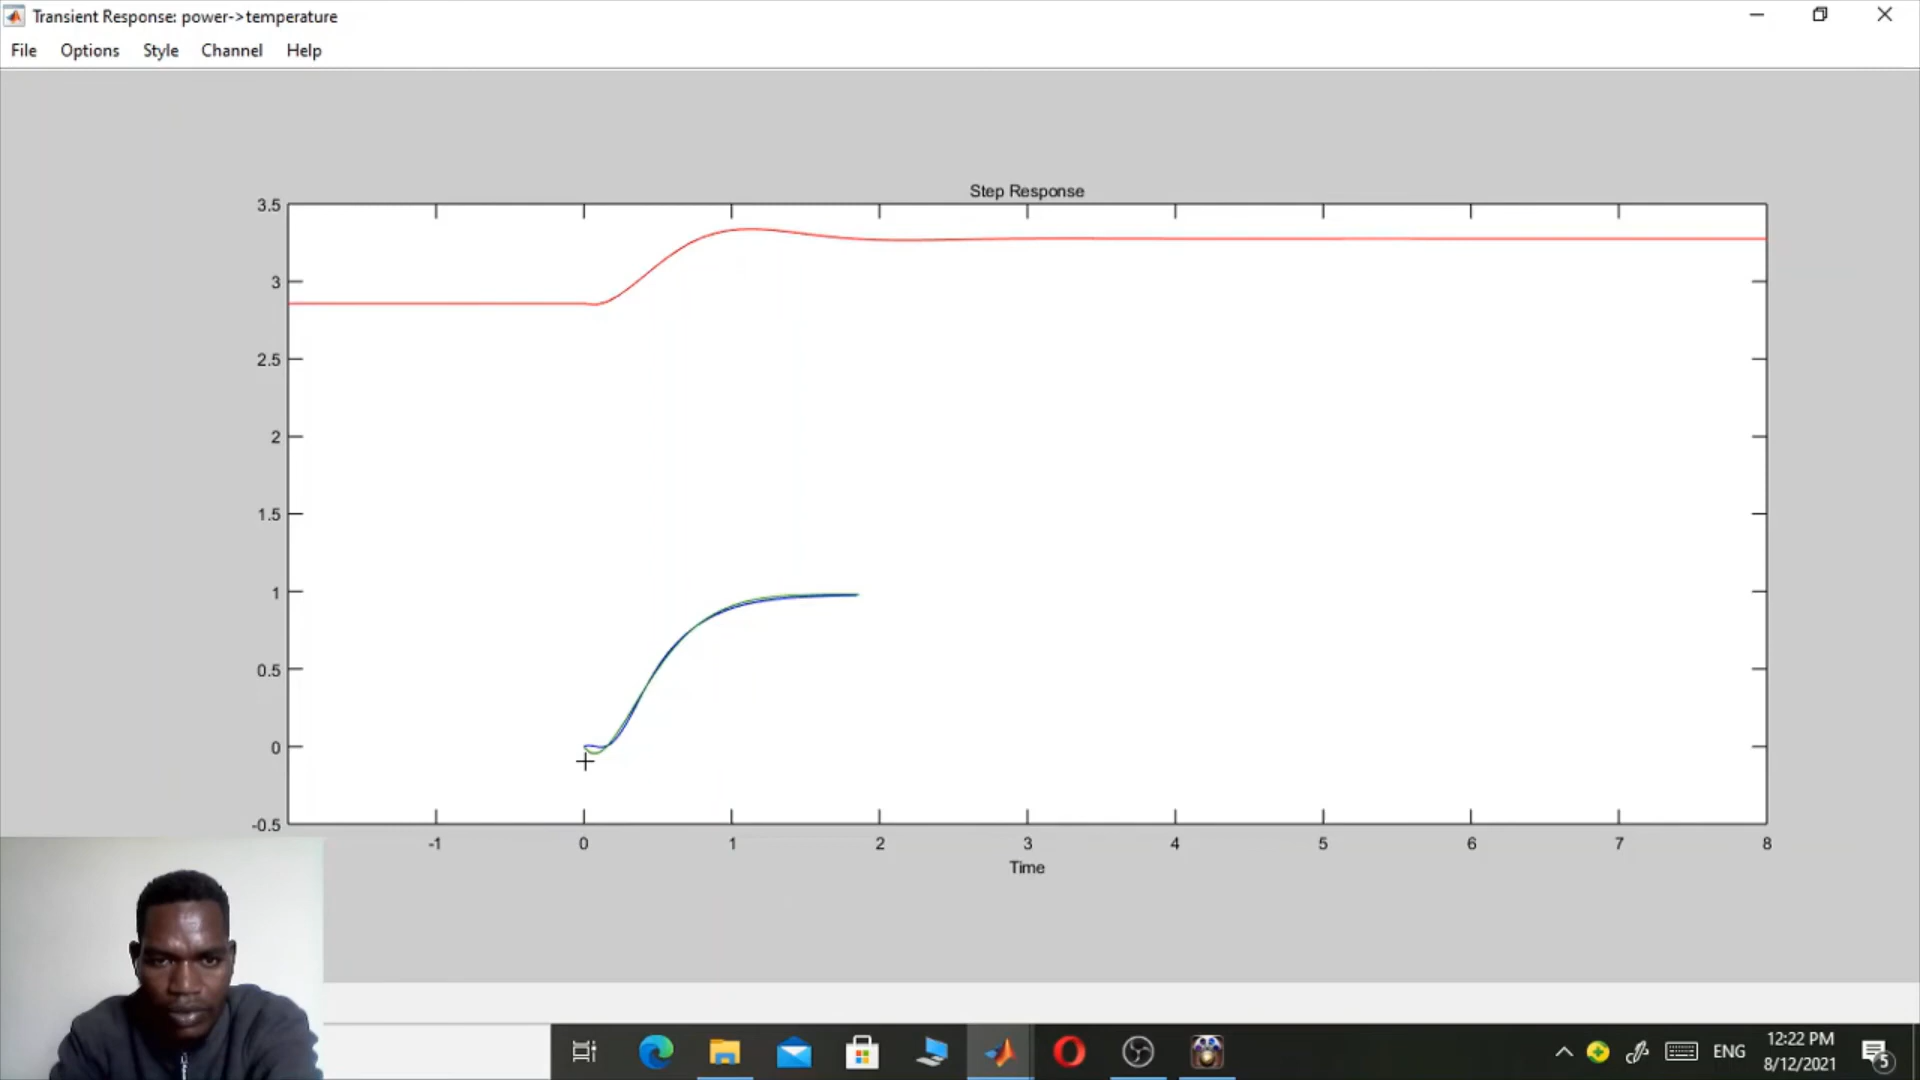 Transient Response: power->temperature
File Options Style Channel Help
Step Response
3.5
3
2.5
2
1.5
1
0.5
0
-0.5
-1 0 1 2 3 4 5 6 7 8
Time
ENG
12:22 PM
8/12/2021
5